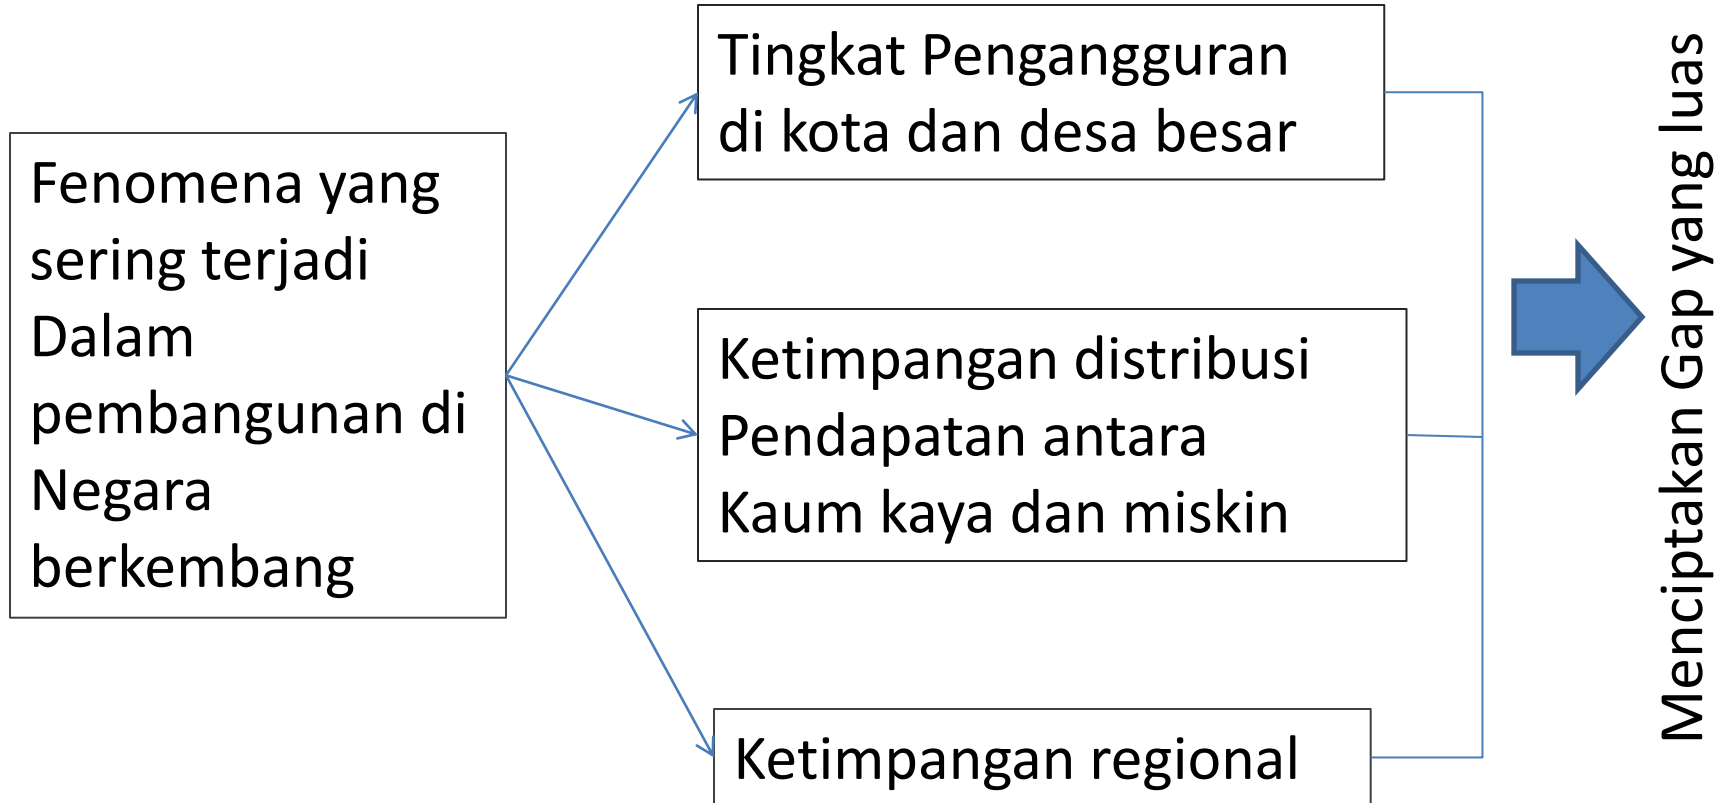 Fenomena yang
sering terjadi
Dalam
pembangunan di
Negara
berkembang
Tingkat Pengangguran
di kota dan desa besar
Ketimpangan distribusi
Pendapatan antara
Kaum kaya dan miskin
Ketimpangan regional
Menciptakan Gap yang luas